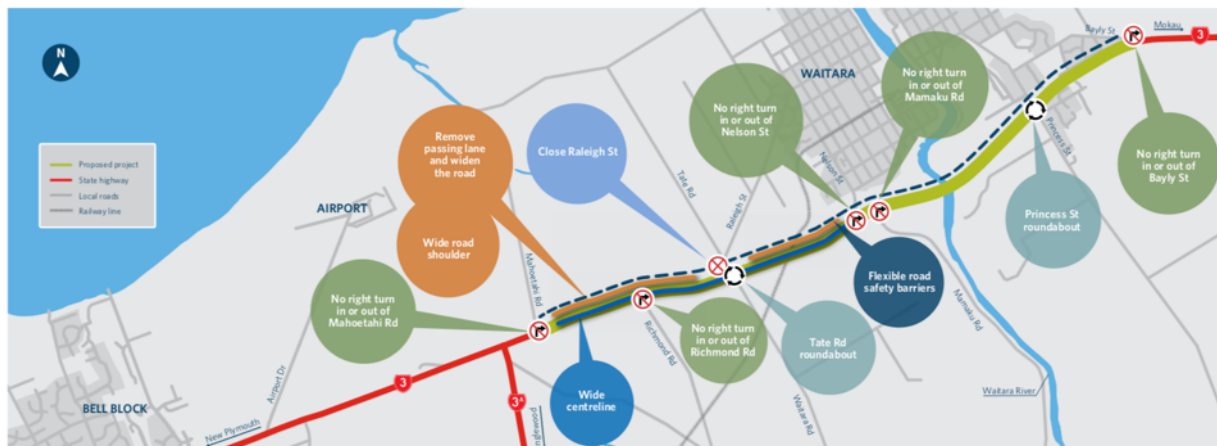 N
Proposed project
State highway
Local roads
Railway line
AIRPORT
BELL BLOCK
WAITARA
Remove
passing lane
and widen
the road
Wide road
shoulder
Close Raleigh St
No right turn
in or out of
Nelson St
No right turn
in or out of
Mamaku Rd
No right turn
in or out of
Bayly St
Princess St
roundabout
Flexible road
safety barriers
Tate Rd
roundabout
No right turn
in or out of
Richmond Rd
Wide
centreline
No right turn
in or out of
Mahoetahi Rd
Bayly St
Mokau
3
Princess St
Nelson St
Raleigh St
Tate Rd
Mahoetahi Rd
Richmond Rd
Waitara Rd
Mamaku Rd
Waitara River
Airport Dr
New Plymouth
3
3A
Inglewood